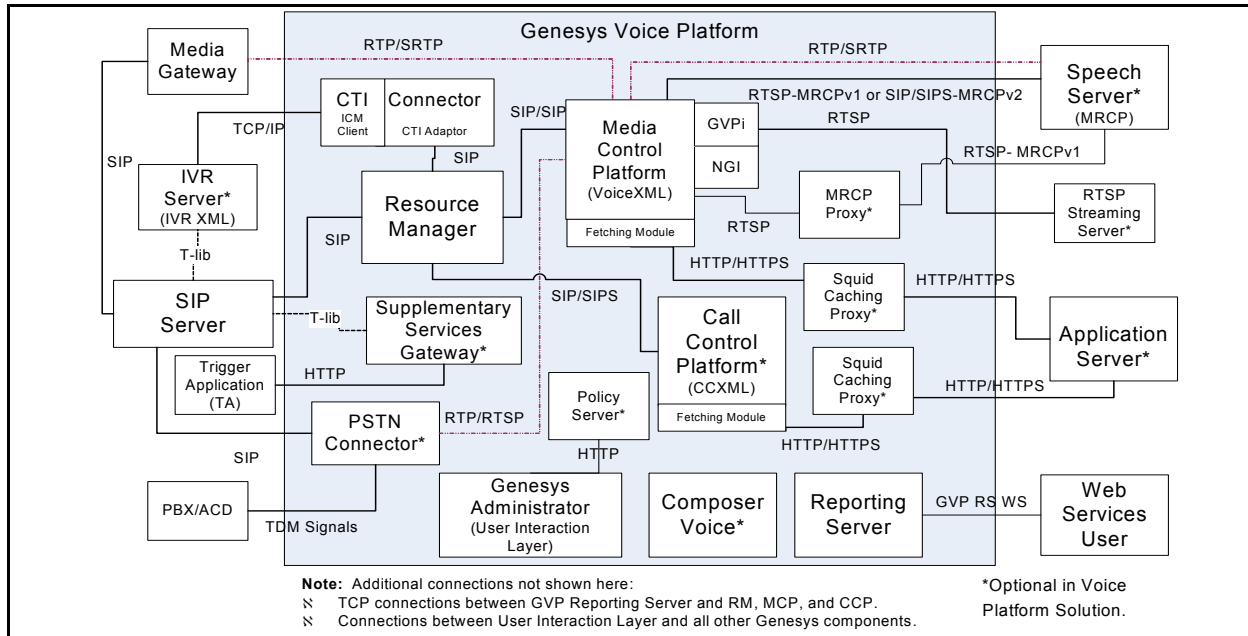 Genesys Voice Platform
Media
Gateway
RTP/SRTP
RTP/SRTP
Speech
Server*
(MRCP)
CTI
ICM
Client
Connector
CTI Adaptor
SIP/SIP
RTSP-MRCPv1 or SIP/SIPS-MRCPv2
Media
Control
Platform
(VoiceXML)
Fetching Module
GVPi
NGI
RTSP
TCP/IP
SIP
SIP
IVR
Server*
(IVR XML)
Resource
Manager
RTSP- MRCPv1
MRCP
Proxy*
RTSP
RTSP
Streaming
Server*
T-lib
SIP
HTTP/HTTPS
SIP
Server
SIP/SIPS
Squid
Caching
Proxy*
HTTP/HTTPS
T-lib
Supplementary
Services
Gateway*
Call
Control
Platform*
(CCXML)
Fetching Module
Application
Server*
Trigger
Application
(TA)
HTTP
Squid
Caching
Proxy*
HTTP/HTTPS
Policy
Server*
PSTN
Connector*
RTP/RTSP
HTTP/HTTPS
SIP
HTTP
PBX/ACD
TDM Signals
Genesys
Administrator
(User Interaction
Layer)
Composer
Voice*
Reporting
Server
GVP RS WS
Web
Services
User
Note: Additional connections not shown here:
ℵ TCP connections between GVP Reporting Server and RM, MCP, and CCP.
ℵ Connections between User Interaction Layer and all other Genesys components.
*Optional in Voice
Platform Solution.